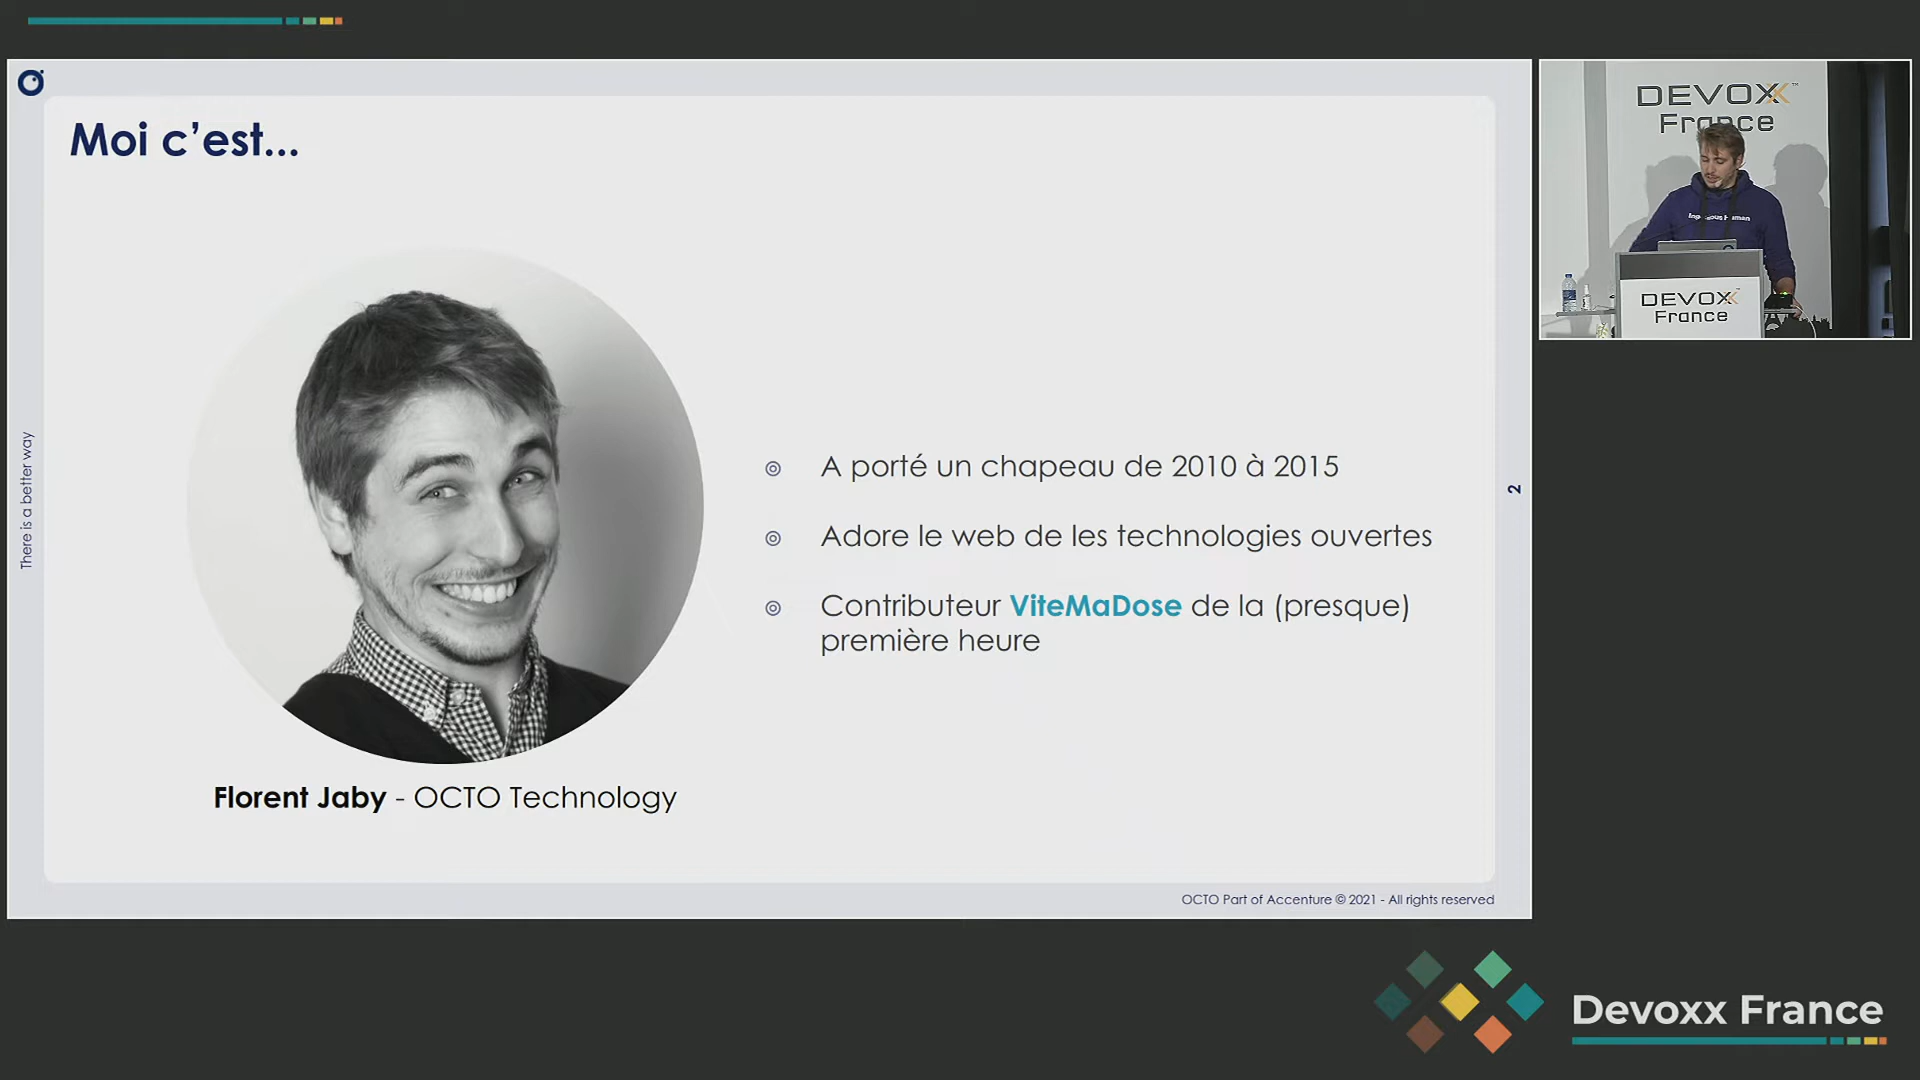 Moi c'est...
There is a better way
A porté un chapeau de 2010 à 2015
Adore le web de les technologies ouvertes
Contributeur ViteMaDose de la (presque)
première heure
Florent Jaby - OCTO Technology
2
OCTO Part of Accenture © 2021 - All rights reserved
DEVOXX™
France
DEVOXX
France
Devoxx France